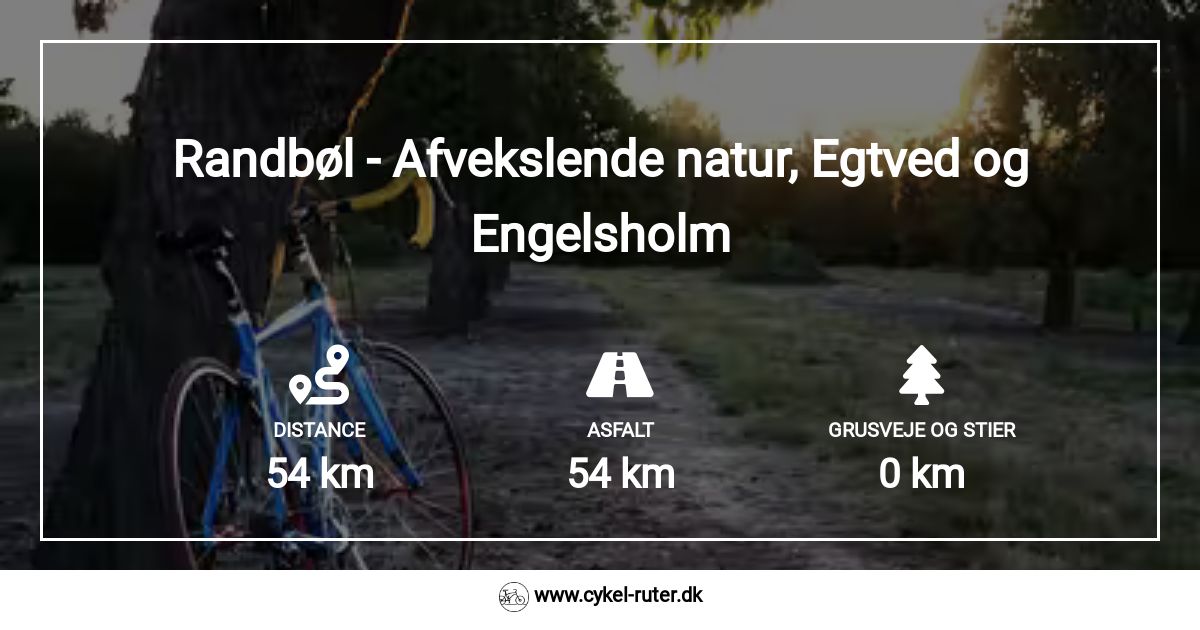 Randbøl - Afvekslende natur, Egtved og
Engelsholm
DISTANCE
54 km
ASFALT
54 km
GRUSVEJE OG STIER
0 km
www.cykel-ruter.dk